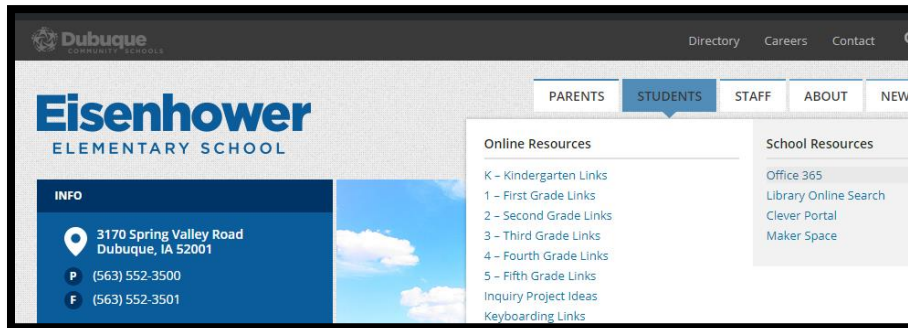 Dubuque
COMMUNITY SCHOOLS
Directory Careers Contact
Eisenhower
ELEMENTARY SCHOOL
PARENTS STUDENTS STAFF ABOUT NEW
Online Resources
K – Kindergarten Links
1 – First Grade Links
2 – Second Grade Links
3 – Third Grade Links
4 – Fourth Grade Links
5 – Fifth Grade Links
Inquiry Project Ideas
Keyboarding Links
School Resources
Office 365
Library Online Search
Clever Portal
Maker Space
INFO
3170 Spring Valley Road
Dubuque, IA 52001
P (563) 552-3500
F (563) 552-3501